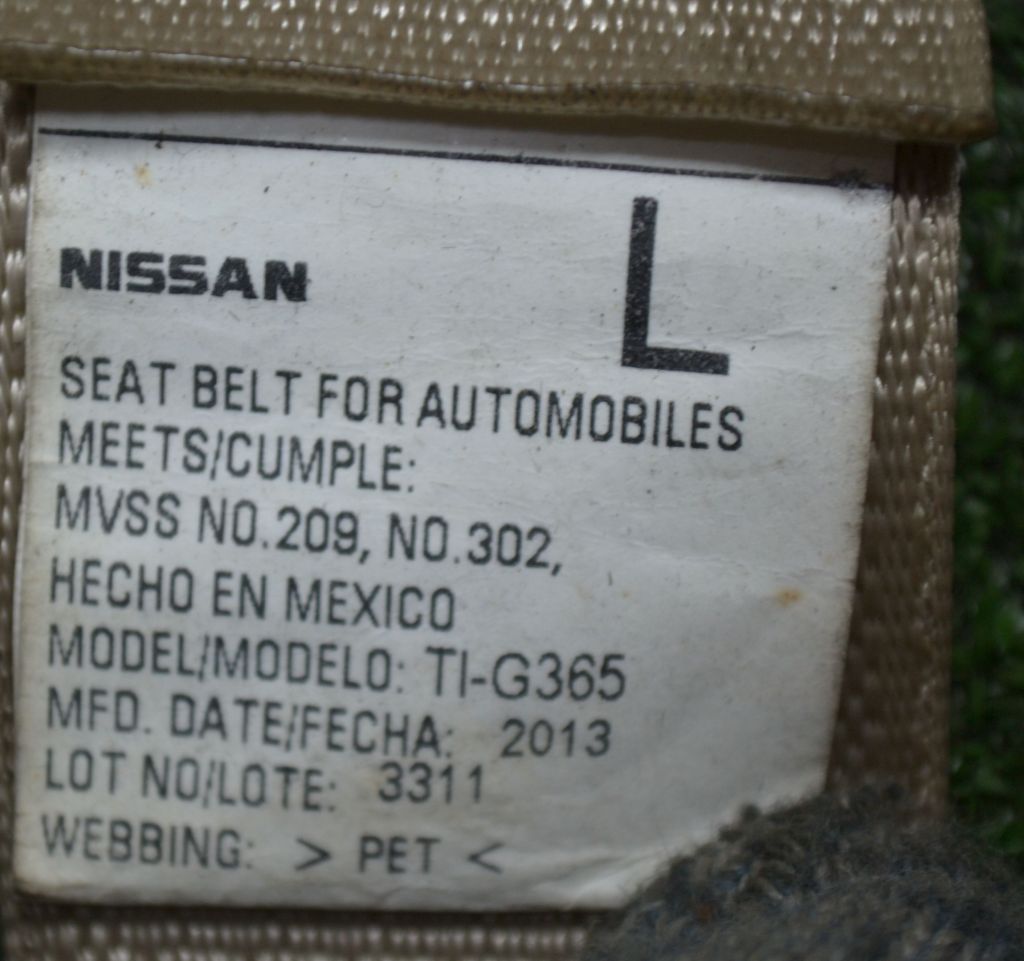 L
NISSAN
SEAT BELT FOR AUTOMOBILES
MEETS/CUMPLE:
MVSS NO.209, NO.302,
HECHO EN MEXICO
MODEL/MODELO: TI-G365
MFD. DATE/FECHA: 2013
LOT NO/LOTE: 3311
WEBBING: > PET <